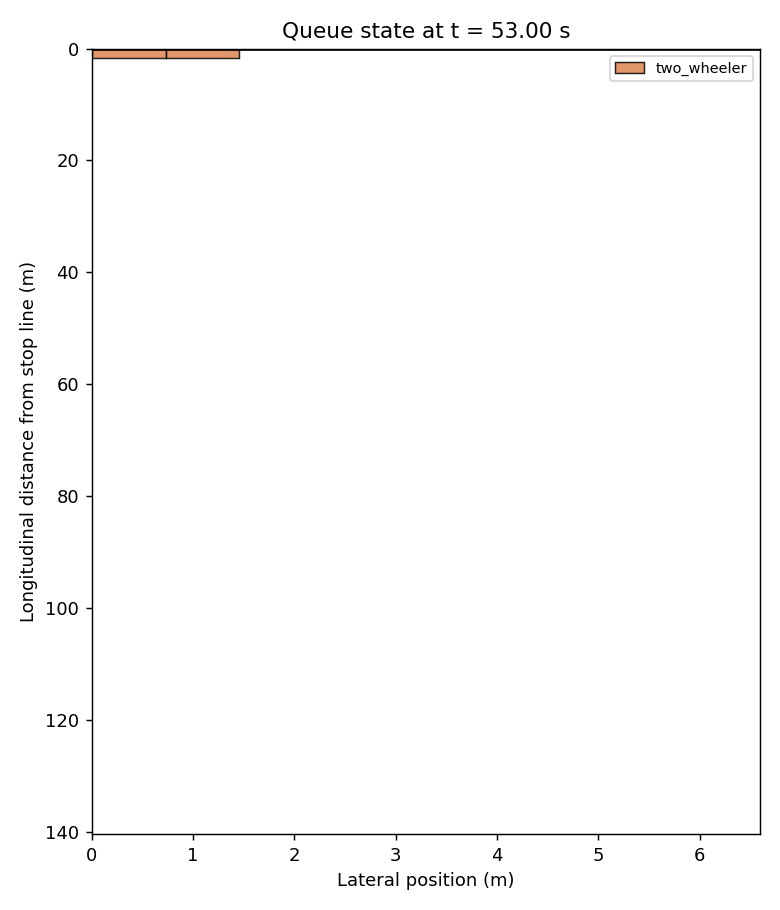 Queue state at t = 53.00 s
two_wheeler
0
20
40
60
80
100
120
140
Longitudinal distance from stop line (m)
0 1 2 3 4 5 6
Lateral position (m)